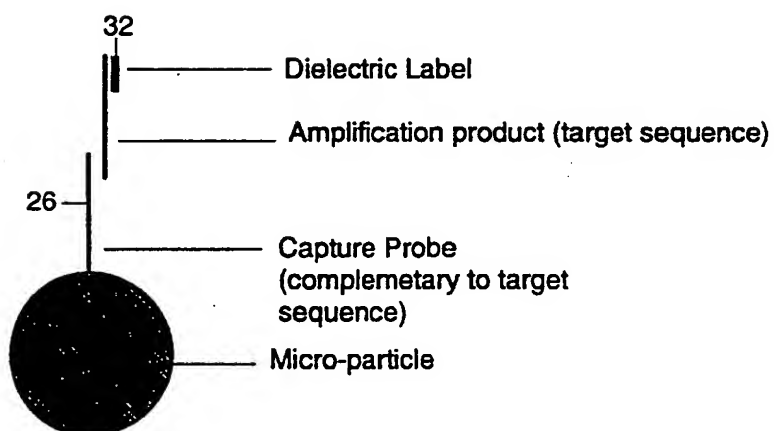 32
Dielectric Label
Amplification product (target sequence)
26
Capture Probe
(complemetary to target
sequence)
Micro-particle